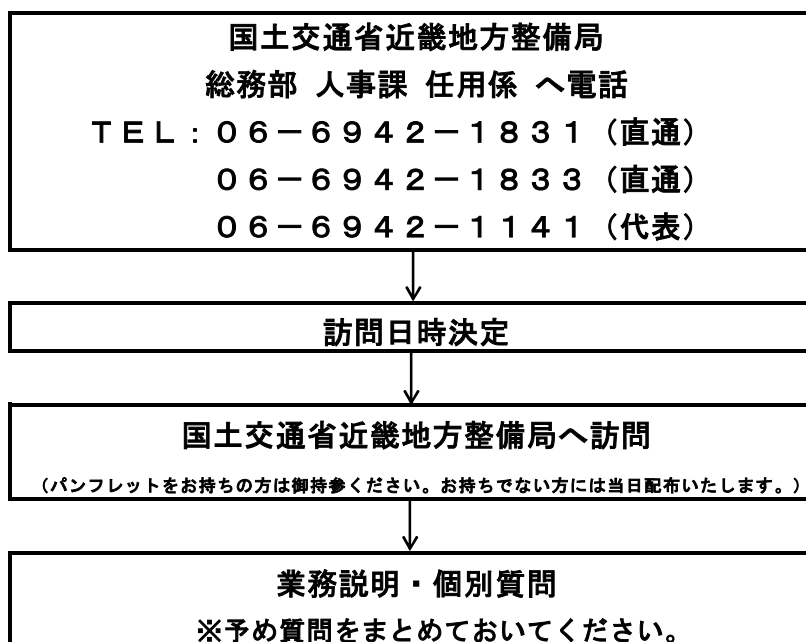 国土交通省近畿地方整備局
総務部 人事課 任用係 へ電話
ＴＥＬ：０６－６９４２－１８３１（直通）
０６－６９４２－１８３３（直通）
０６－６９４２－１１４１（代表）
訪問日時決定
国土交通省近畿地方整備局へ訪問
（パンフレットをお持ちの方は御持参ください。お持ちでない方には当日配布いたします。）
業務説明・個別質問
※予め質問をまとめておいてください。